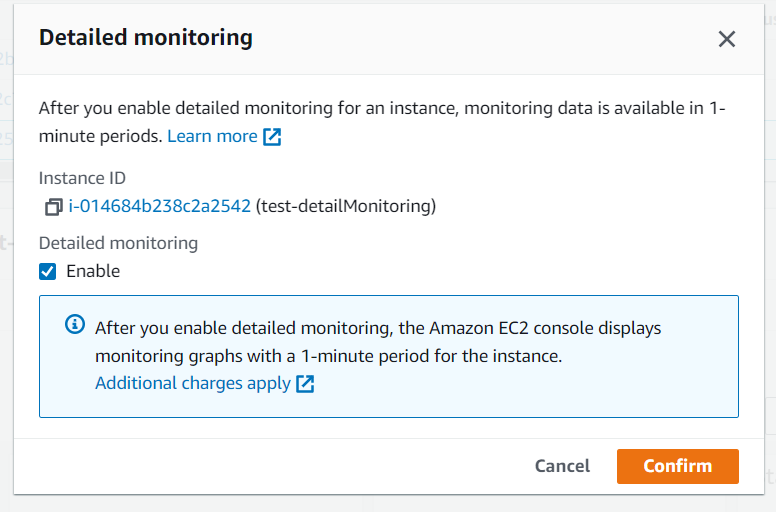 Detailed monitoring
After you enable detailed monitoring for an instance, monitoring data is available in 1-
minute periods. Learn more
Instance ID
i-014684b238c2a2542 (test-detailMonitoring)
Detailed monitoring
Enable
After you enable detailed monitoring, the Amazon EC2 console displays
monitoring graphs with a 1-minute period for the instance.
Additional charges apply
Cancel Confirm